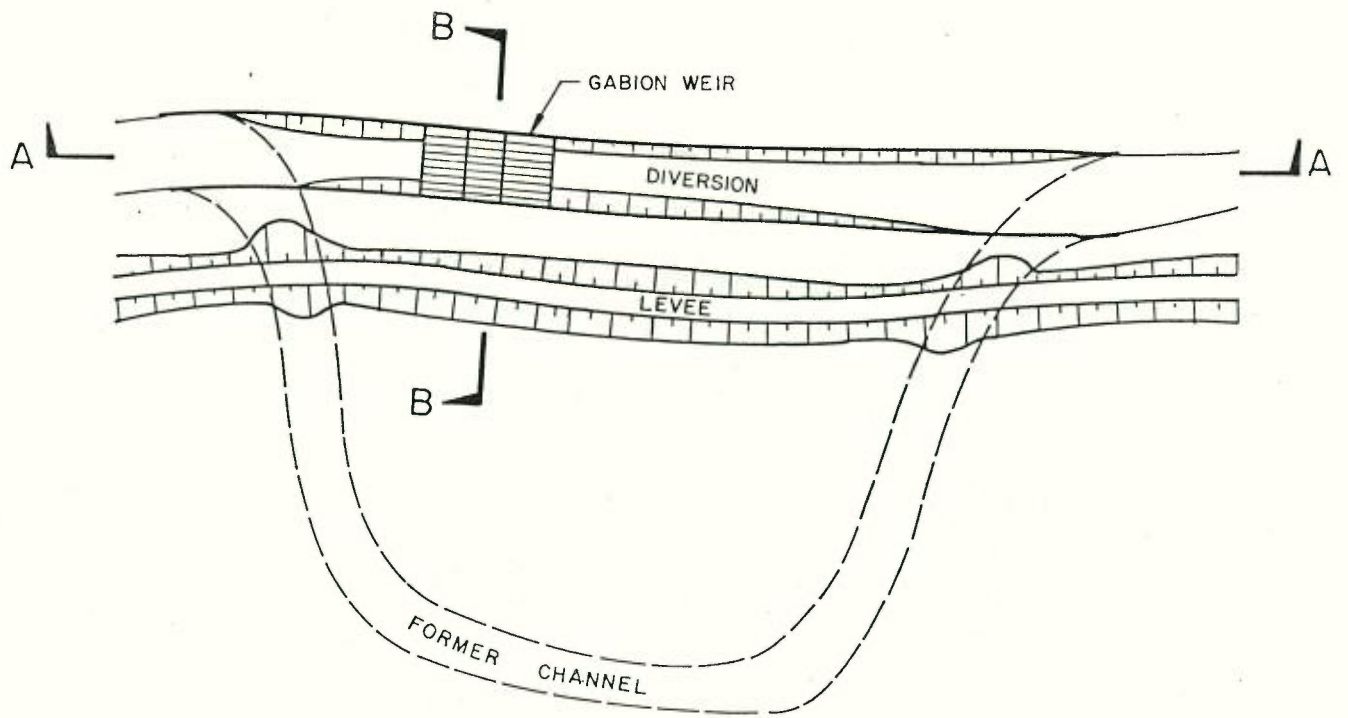 B
GABION WEIR
A
A
DIVERSION
LEVEE
B
FORMER CHANNEL